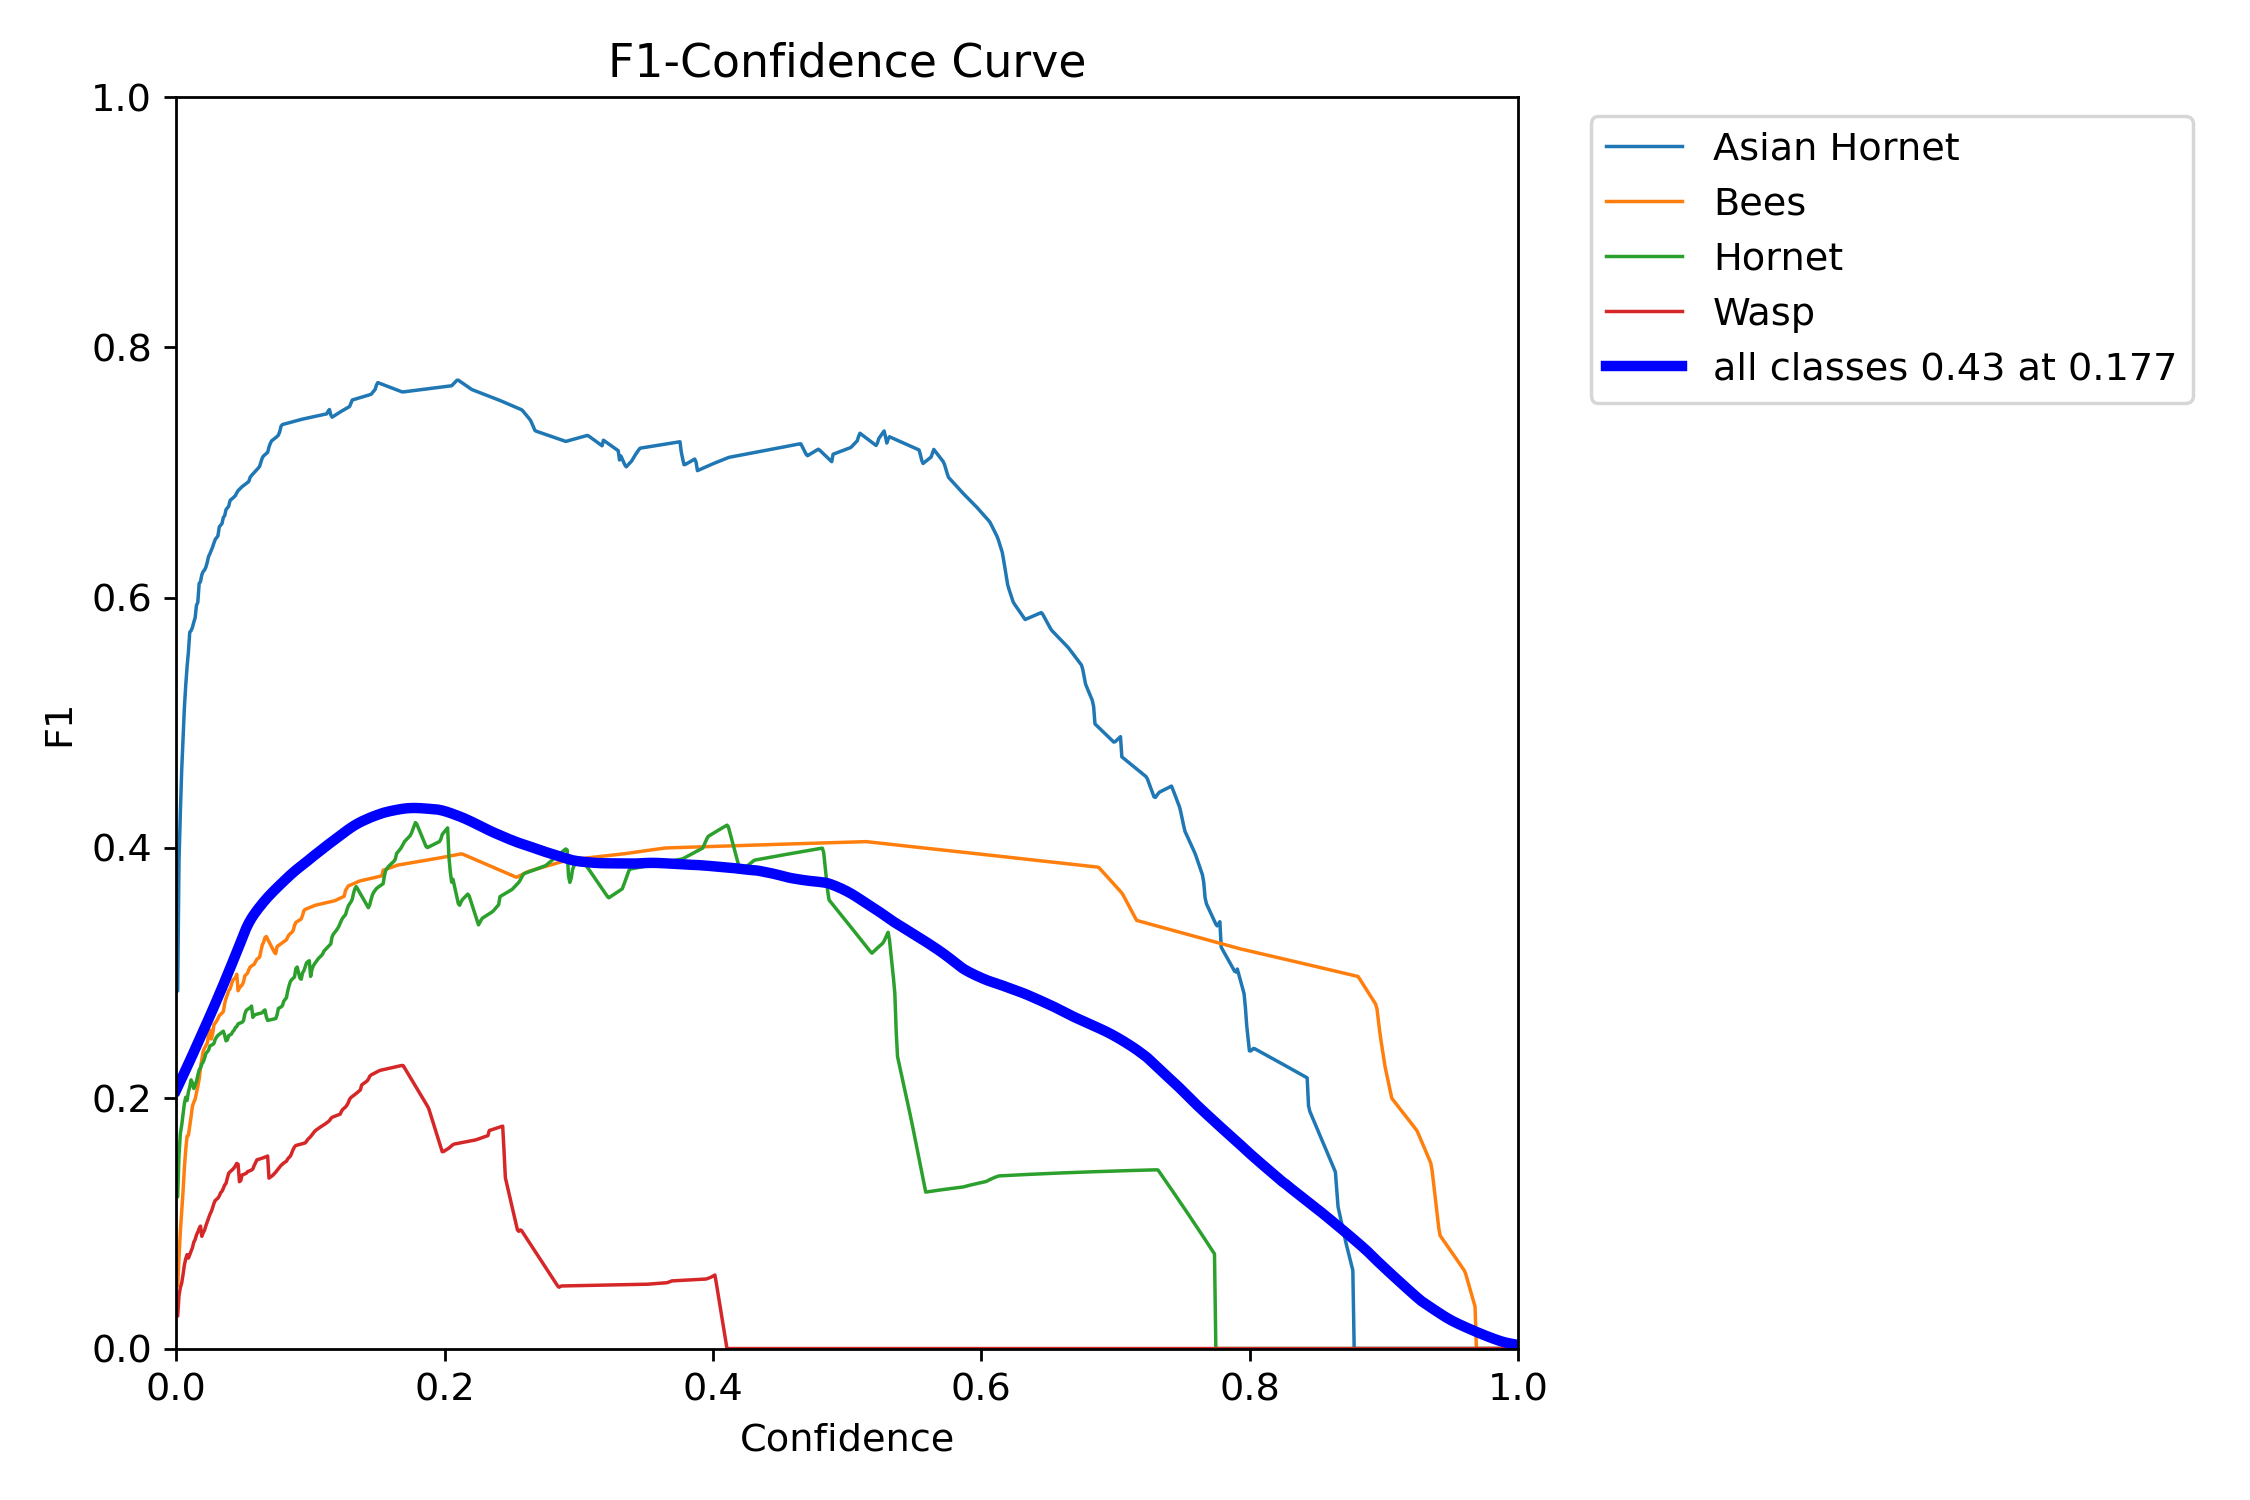 F1-Confidence Curve
1.0
0.8
0.6
0.4
0.2
0.0
F1
0.0 0.2 0.4 0.6 0.8 1.0
Confidence
Asian Hornet
Bees
Hornet
Wasp
all classes 0.43 at 0.177